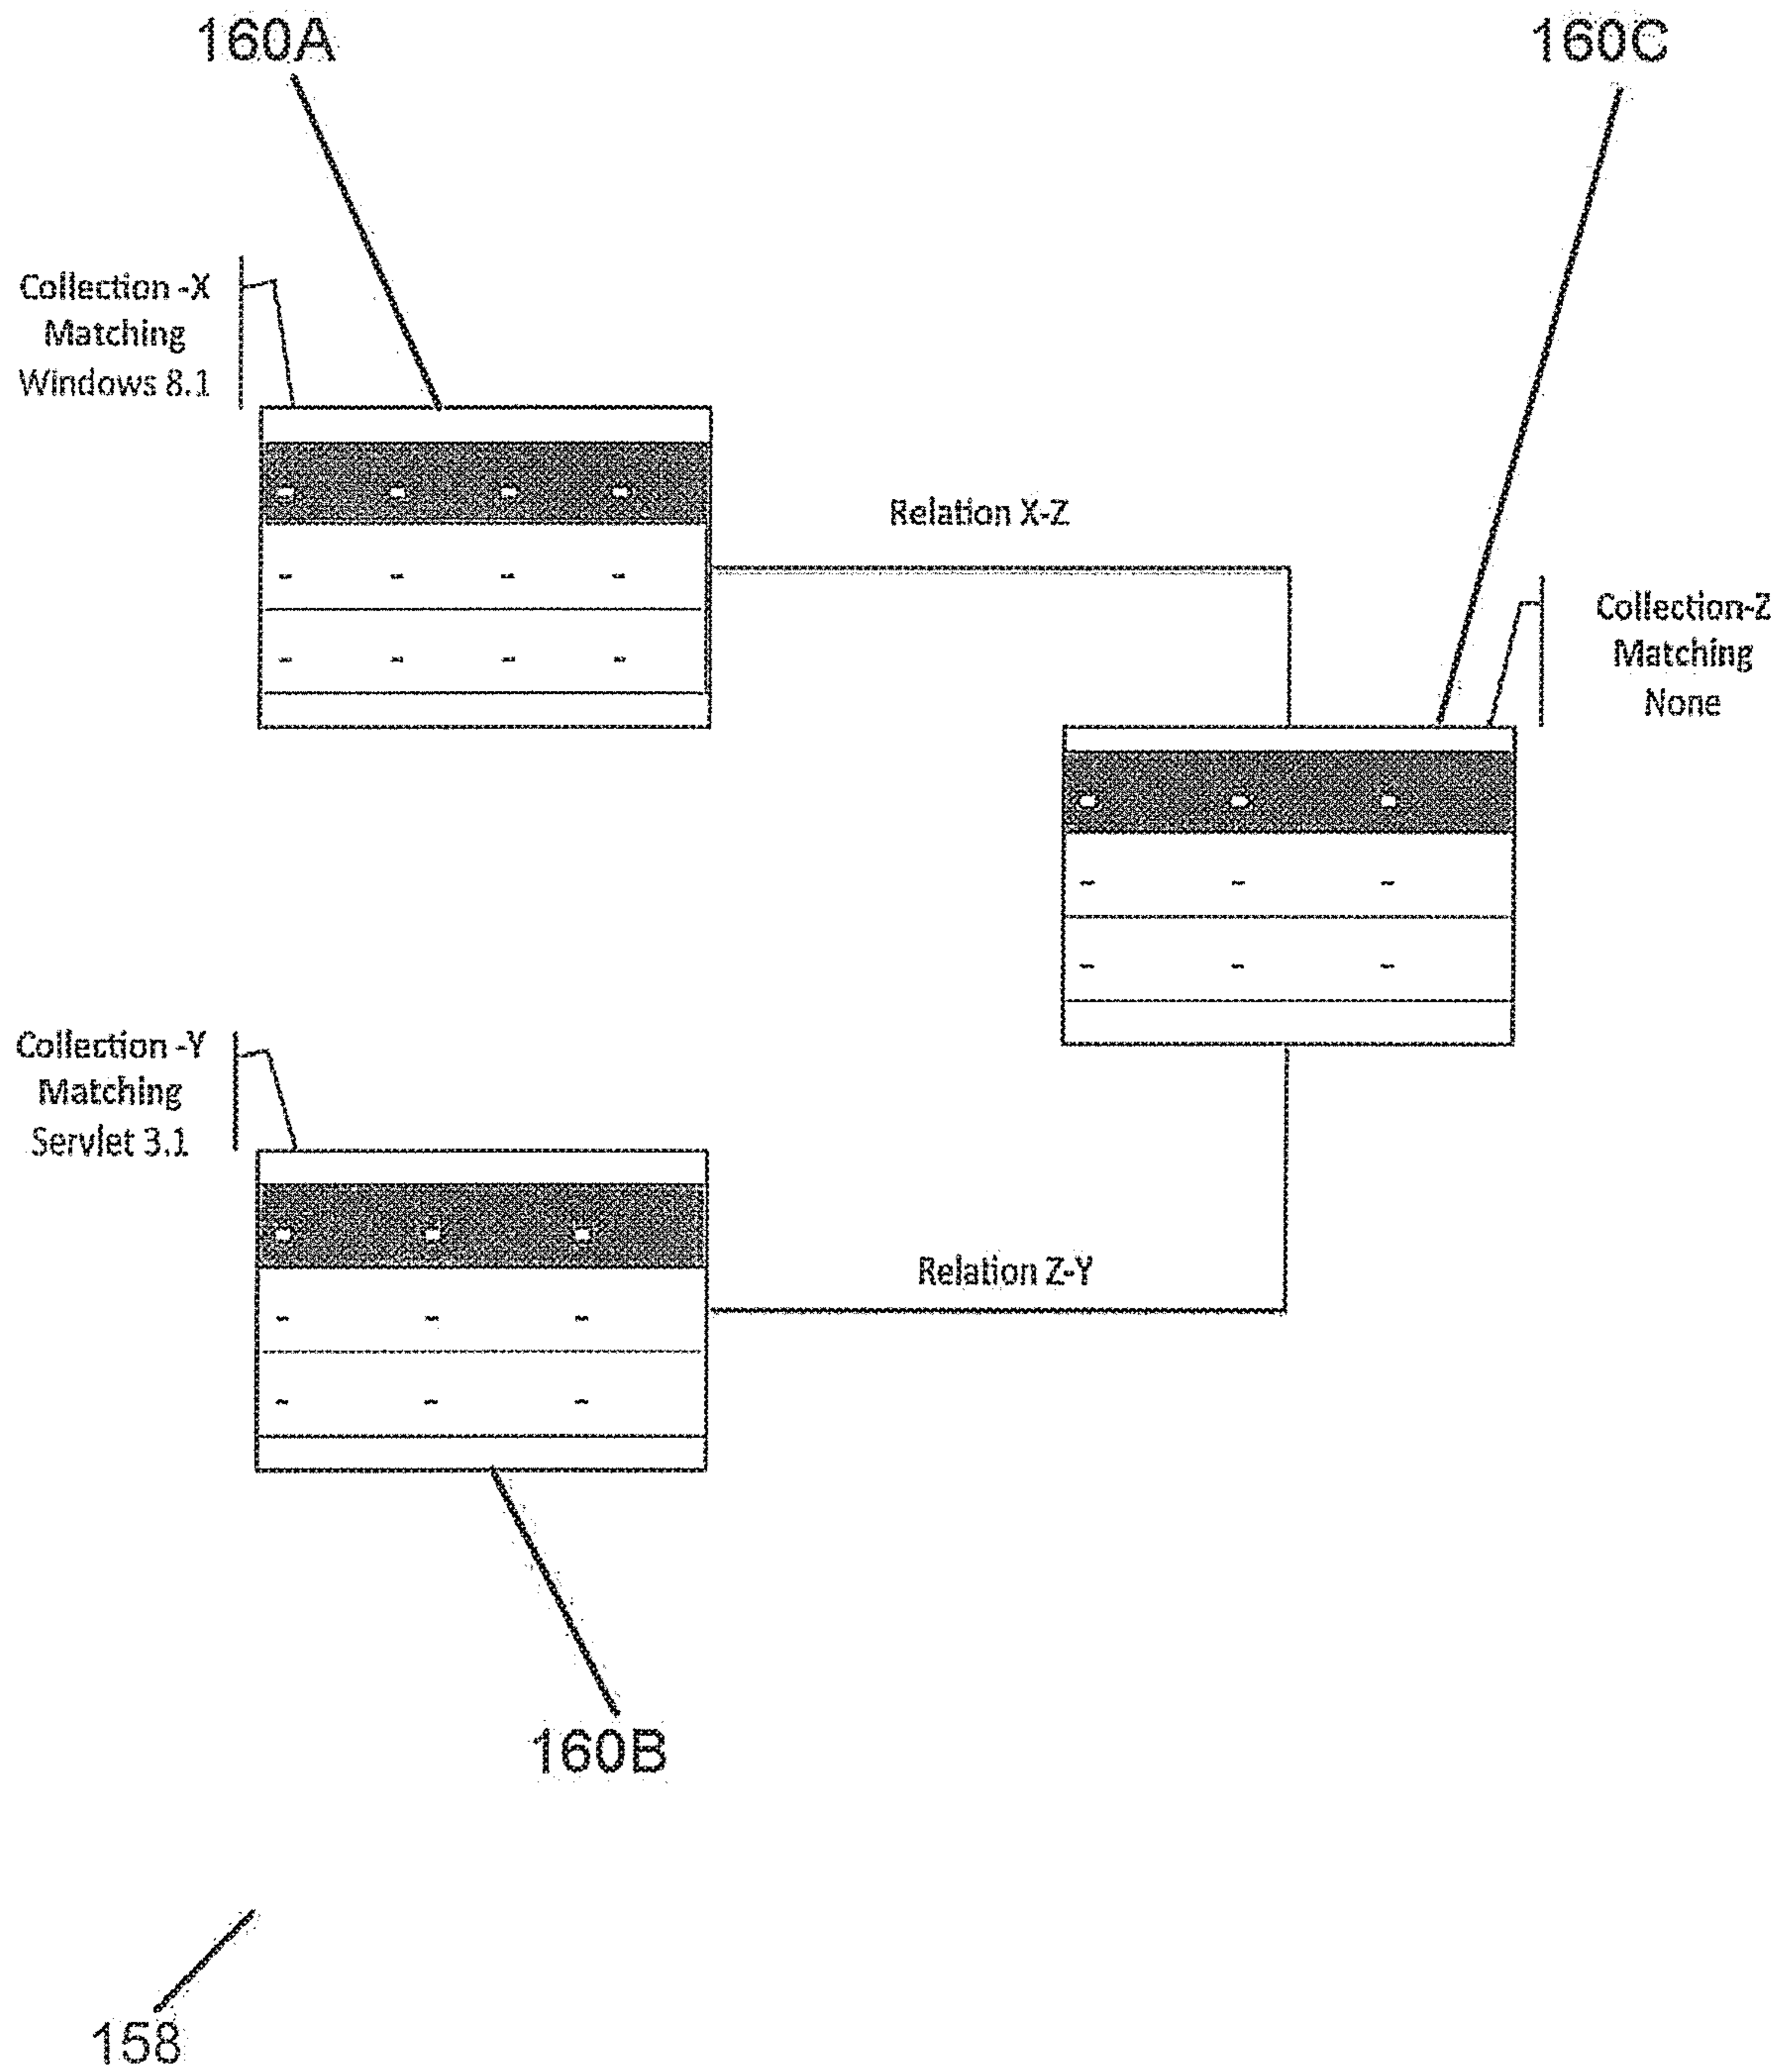 160A
160C
Collection -X
Matching
Windows 8.1
Relation X-Z
Collection-Z
Matching
None
Collection -Y
Matching
Servlet 3.1
Relation Z-Y
160B
158